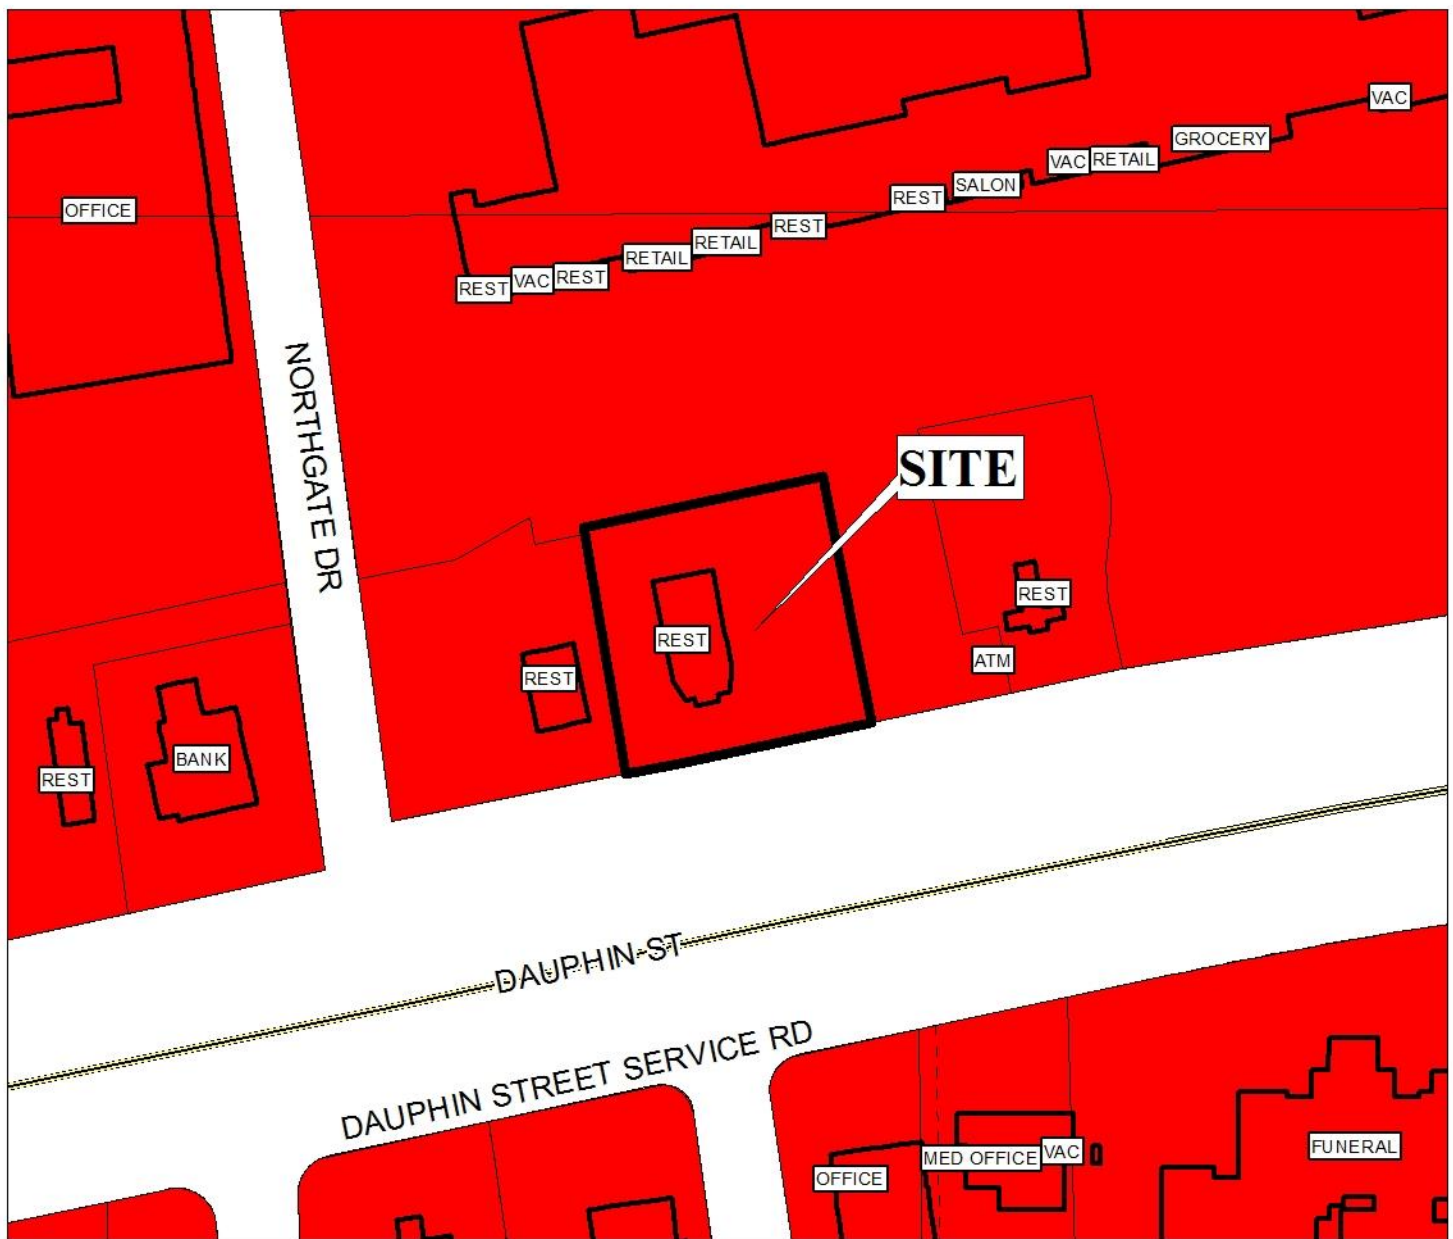 VAC
GROCERY
VAC
RETAIL
SALON
REST
OFFICE
REST
RETAIL
RETAIL
REST
VAC
REST
NORTHGATE DR
SITE
REST
REST
ATM
REST
BANK
REST
DAUPHIN ST
DAUPHIN STREET SERVICE RD
FUNERAL
VAC
MED OFFICE
OFFICE